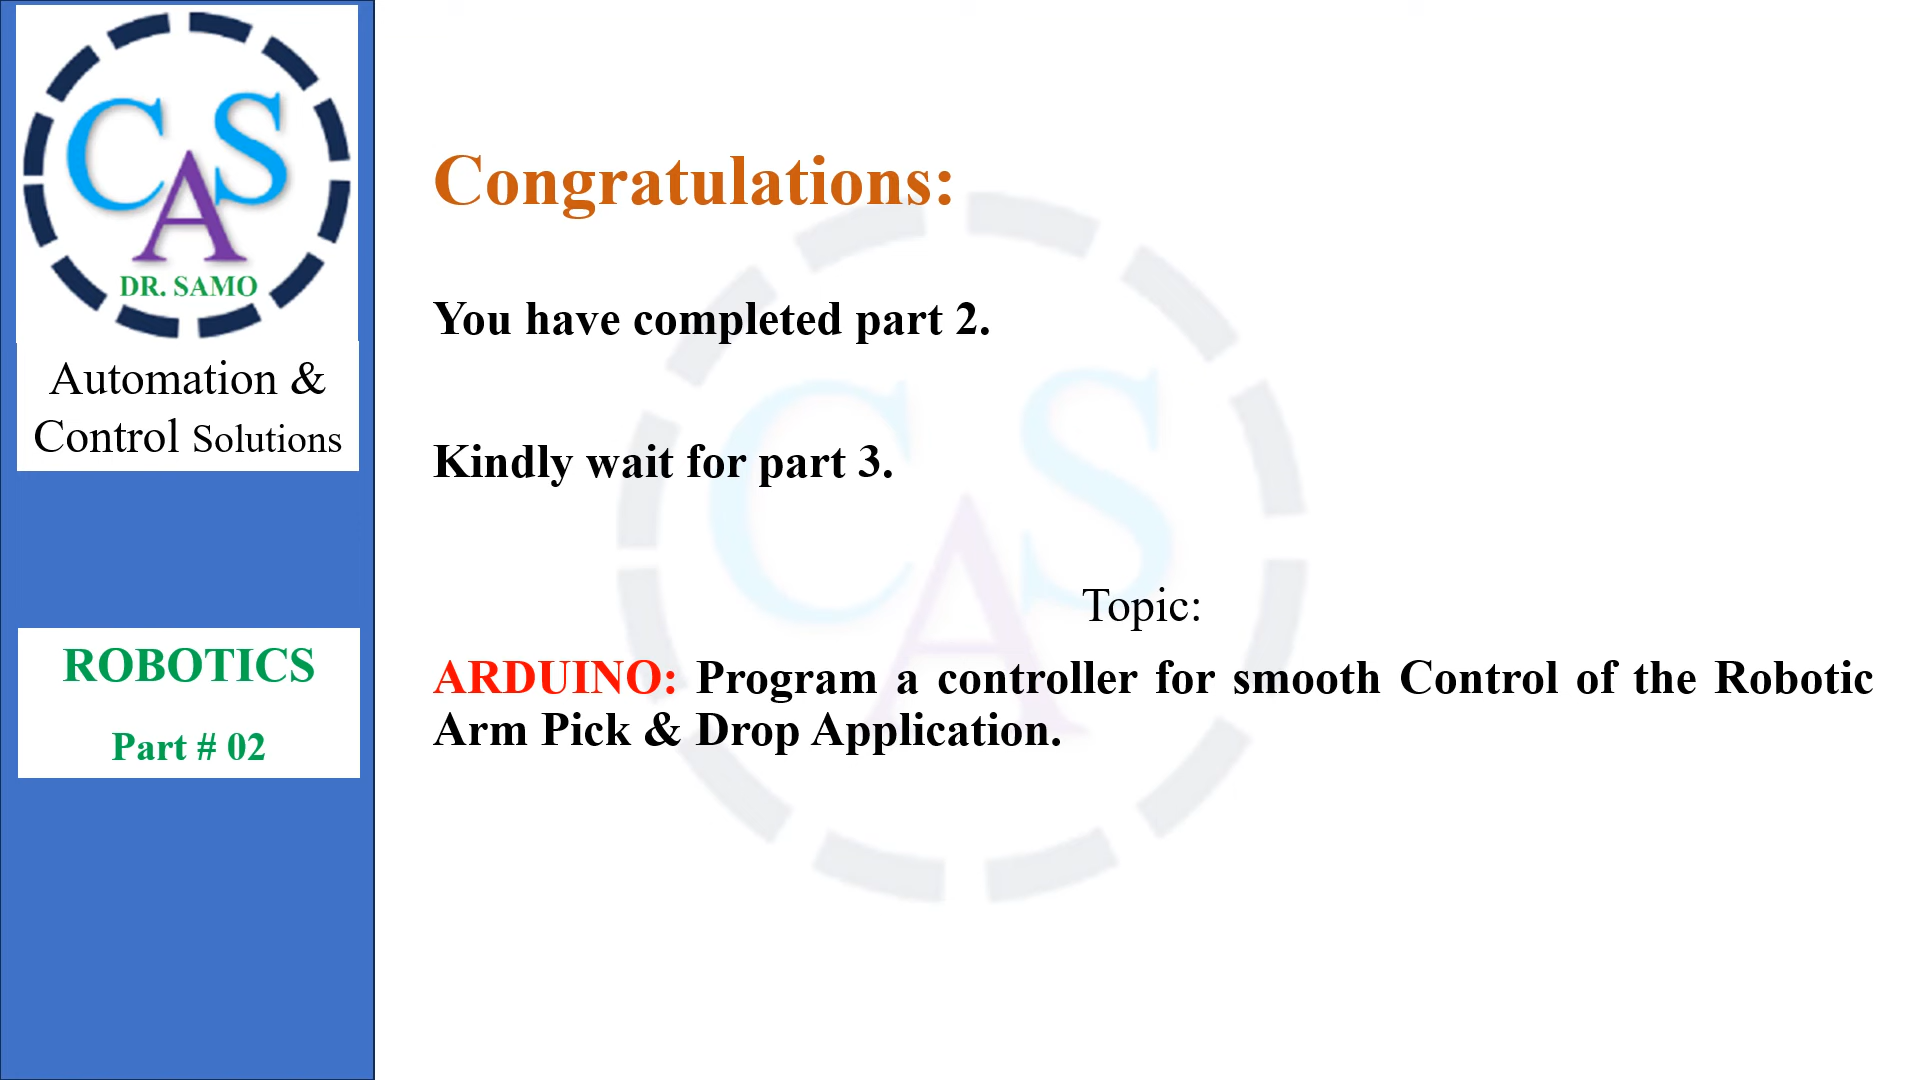 CAS
DR. SAMO
Automation &
Control Solutions
ROBOTICS
Part # 02
Congratulations:
You have completed part 2.
Kindly wait for part 3.
CAS
Topic:
ARDUINO: Program a controller for smooth Control of the Robotic
Arm Pick & Drop Application.